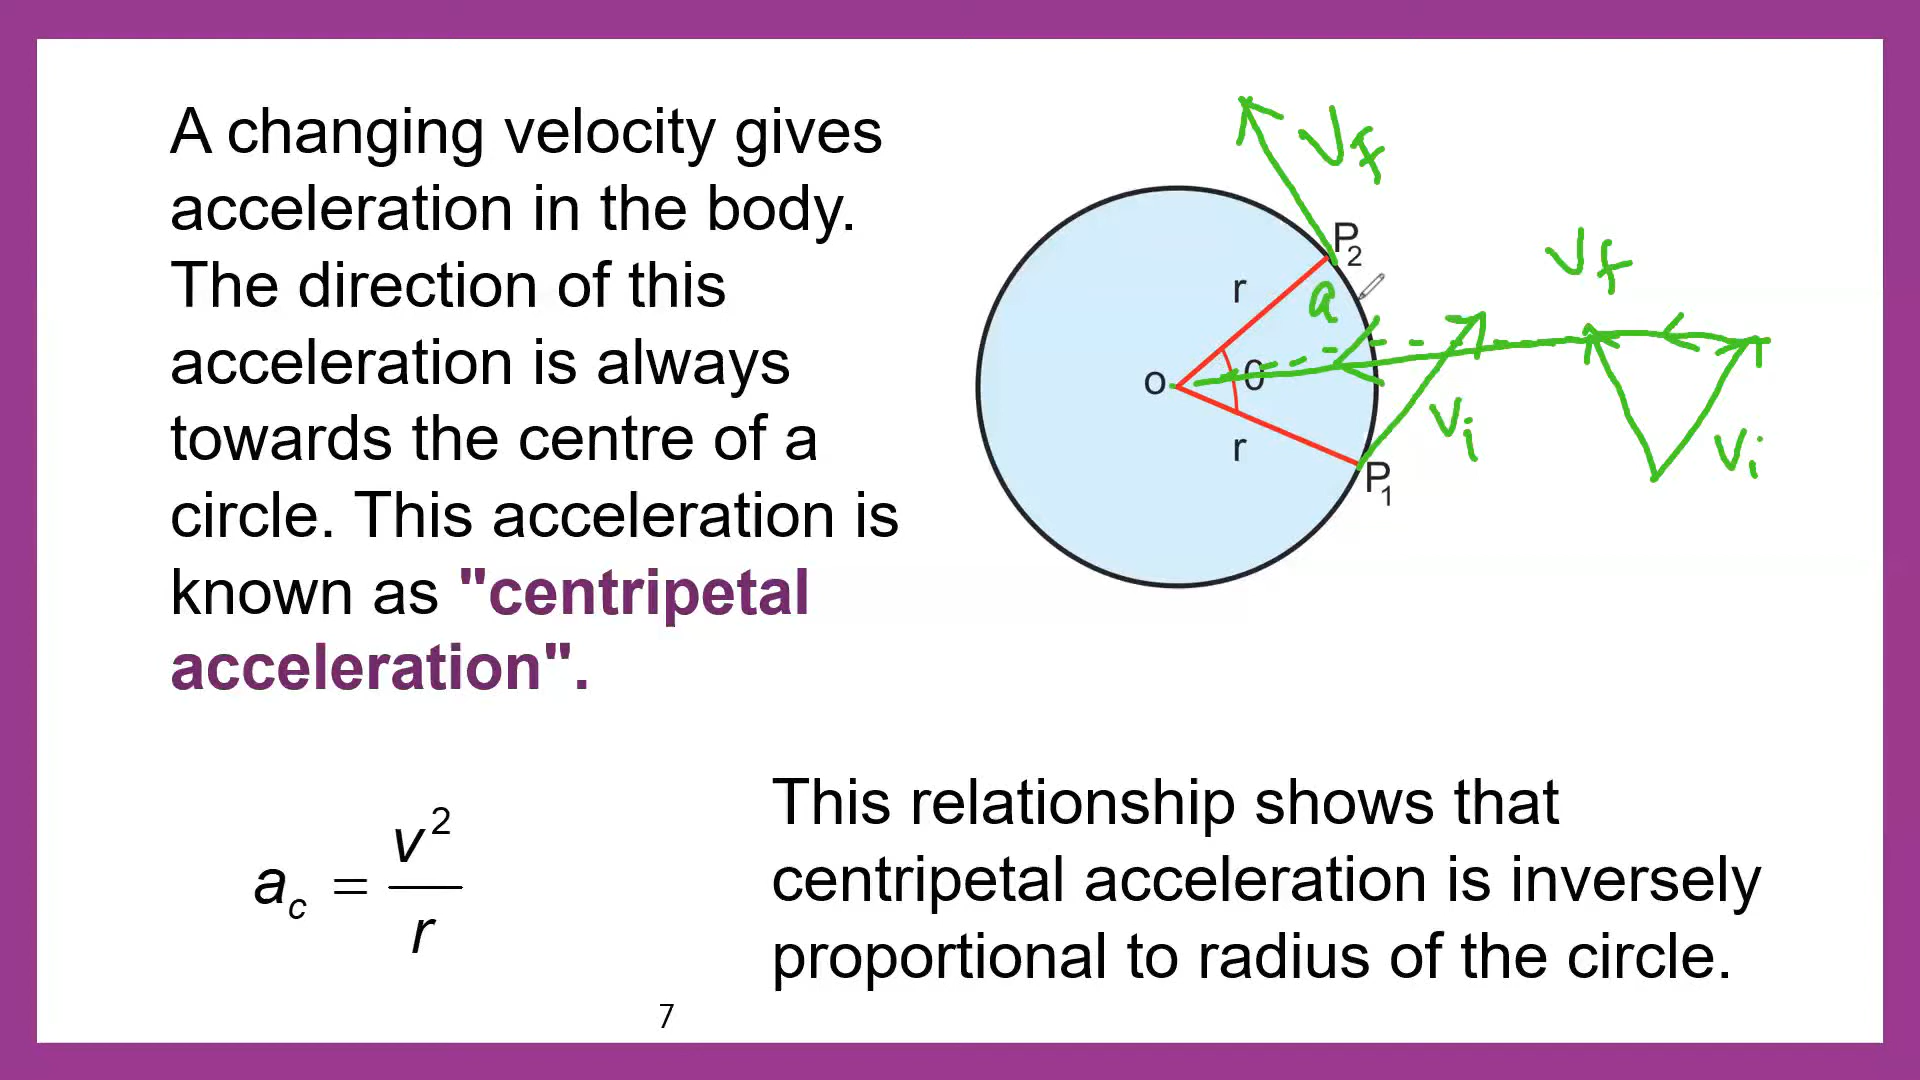 A changing velocity gives
acceleration in the body.
The direction of this
acceleration is always
towards the centre of a
circle. This acceleration is
known as "centripetal
acceleration".
Vf
P2
r
a
Vf
o
θ
Vi
r
P1
Vi
ac = v² / r
This relationship shows that
centripetal acceleration is inversely
proportional to radius of the circle.
7